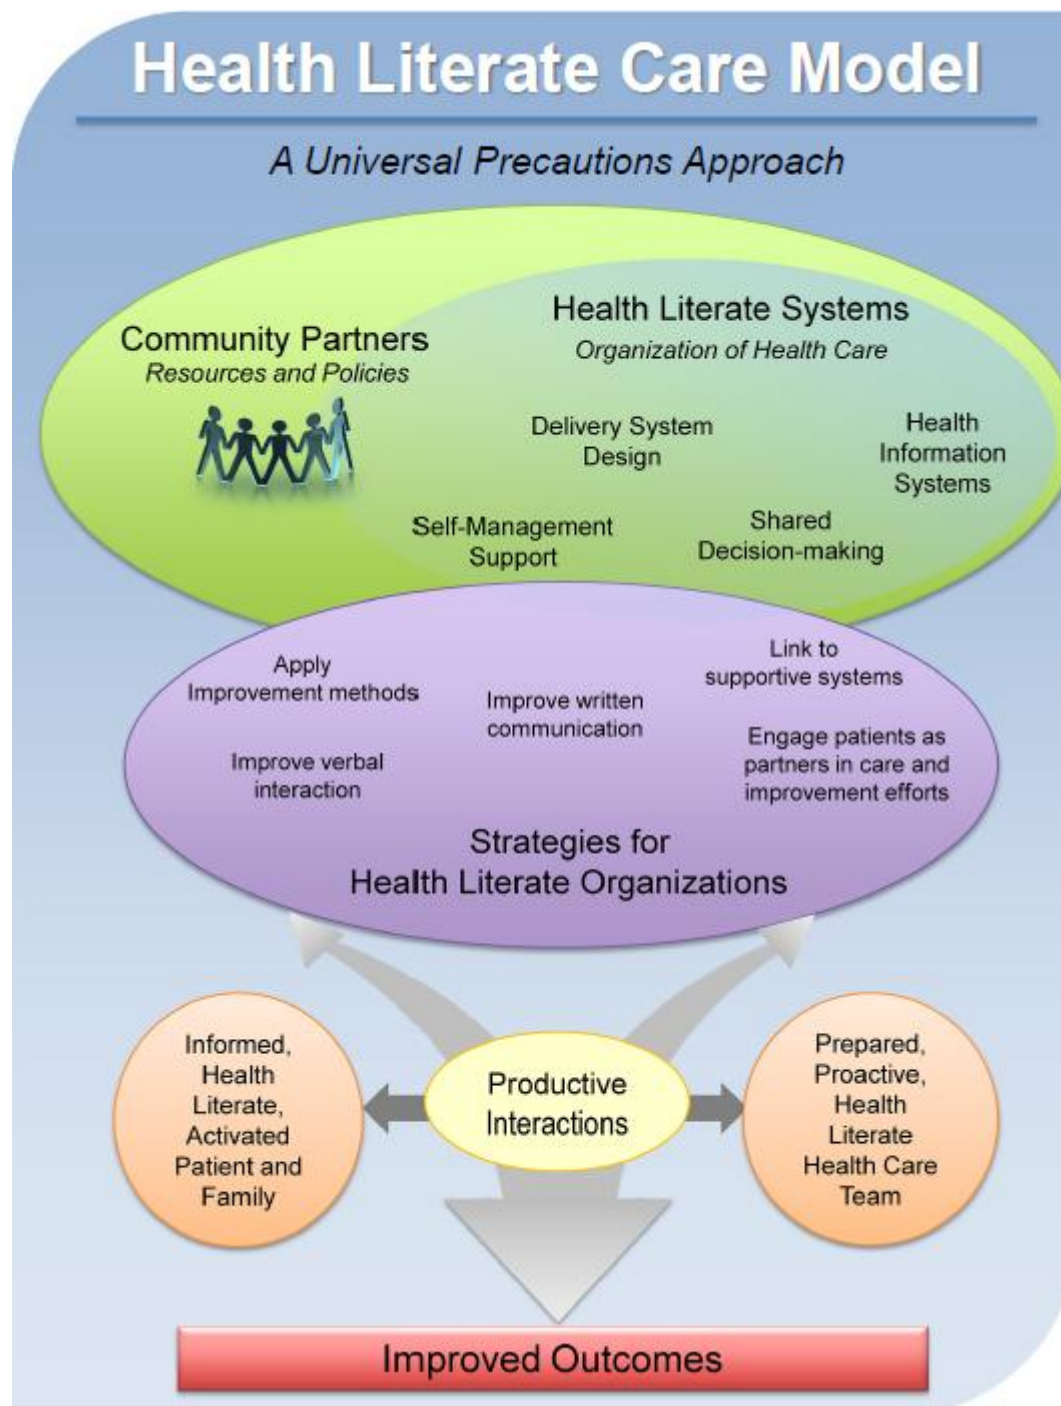 Health Literate Care Model
A Universal Precautions Approach
Community Partners
Resources and Policies
Health Literate Systems
Organization of Health Care
Delivery System
Design
Health
Information
Systems
Self-Management
Support
Shared
Decision-making
Apply
Improvement methods
Improve written
communication
Link to
supportive systems
Improve verbal
interaction
Engage patients as
partners in care and
improvement efforts
Strategies for
Health Literate Organizations
Informed,
Health
Literate,
Activated
Patient and
Family
Productive
Interactions
Prepared,
Proactive,
Health
Literate
Health Care
Team
Improved Outcomes